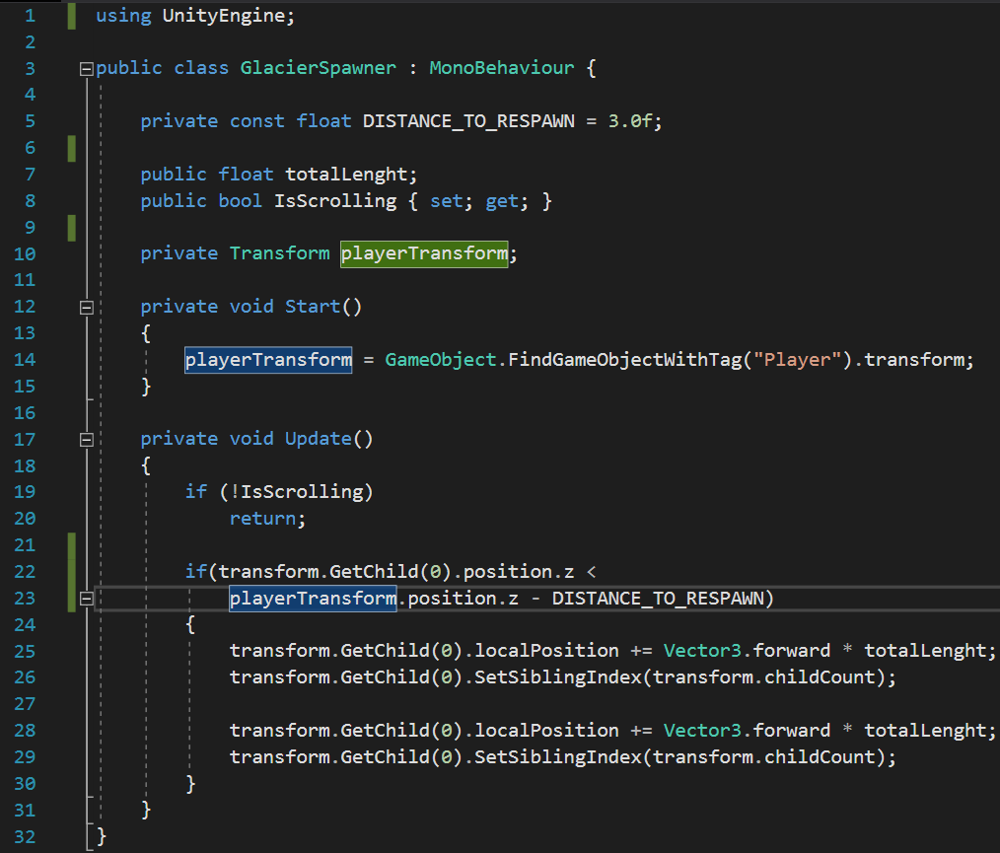 1 using UnityEngine;
2
3 public class GlacierSpawner : MonoBehaviour {
4
5 private const float DISTANCE_TO_RESPAWN = 3.0f;
6
7 public float totalLenght;
8 public bool IsScrolling { set; get; }
9
10 private Transform playerTransform;
11
12 private void Start()
13 {
14 playerTransform = GameObject.FindGameObjectWithTag("Player").transform;
15 }
16
17 private void Update()
18 {
19 if (!IsScrolling)
20 return;
21
22 if(transform.GetChild(0).position.z <
23 playerTransform.position.z - DISTANCE_TO_RESPAWN)
24 {
25 transform.GetChild(0).localPosition += Vector3.forward * totalLenght;
26 transform.GetChild(0).SetSiblingIndex(transform.childCount);
27
28 transform.GetChild(0).localPosition += Vector3.forward * totalLenght;
29 transform.GetChild(0).SetSiblingIndex(transform.childCount);
30 }
31 }
32 }